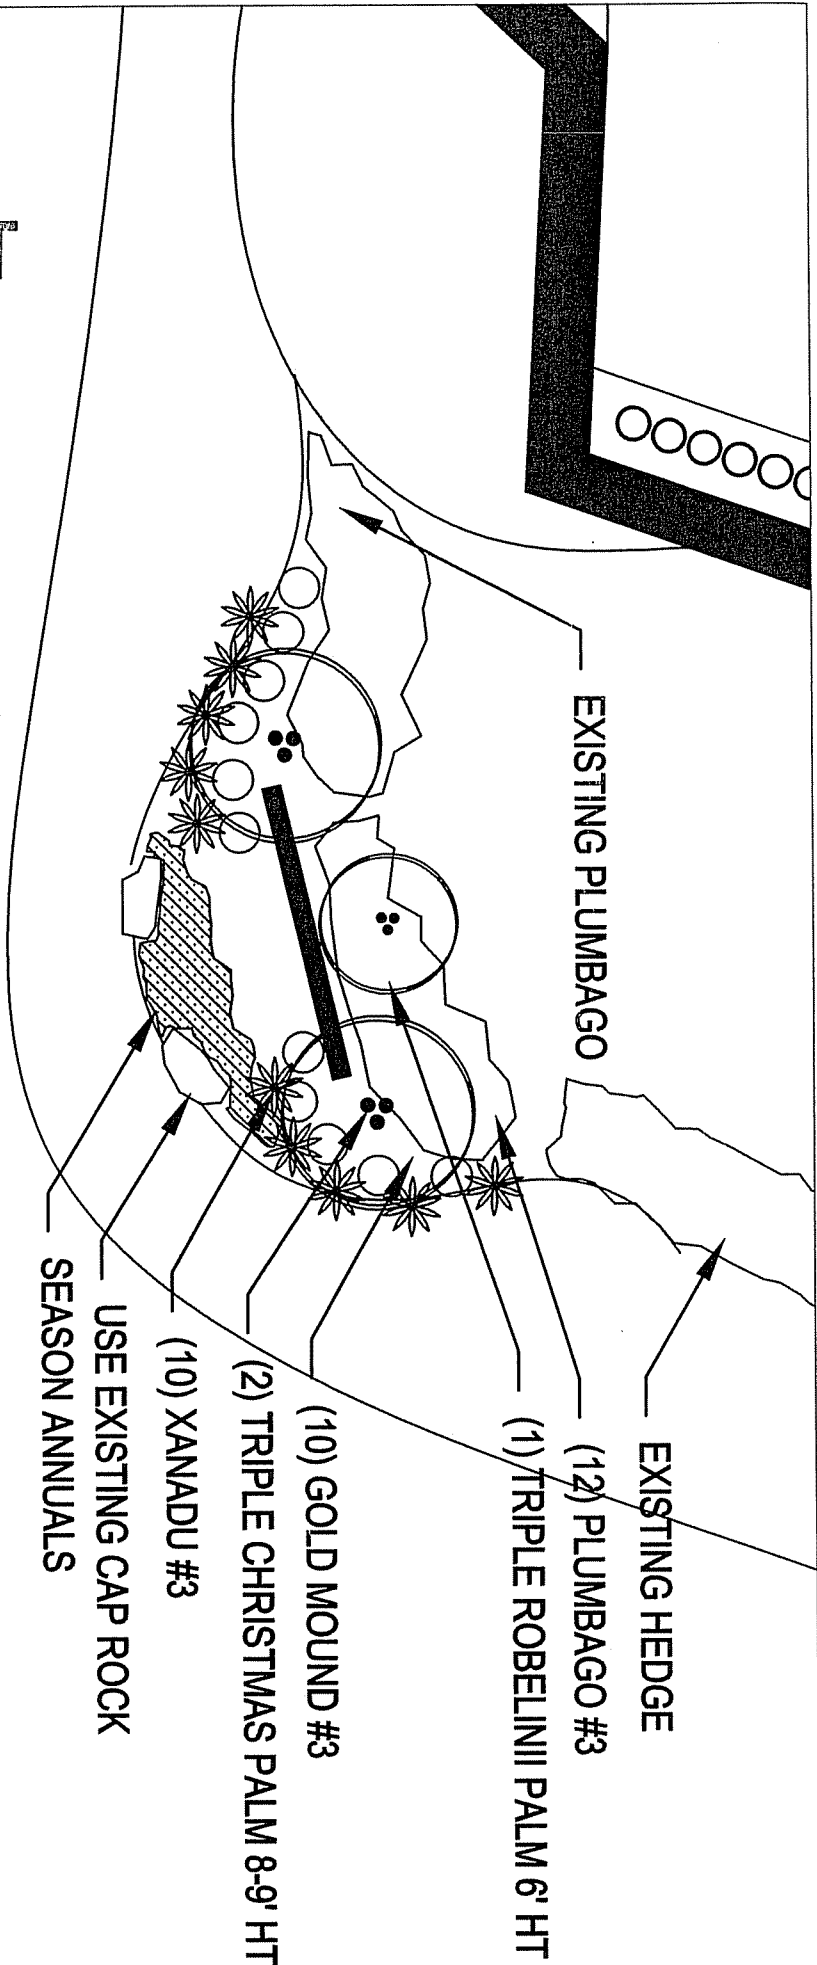 EXISTING PLUMBAGO
EXISTING HEDGE
(12) PLUMBAGO #3
(1) TRIPLE ROBELINII PALM 6' HT
(10) GOLD MOUND #3
(2) TRIPLE CHRISTMAS PALM 8-9' HT
(10) XANADU #3
USE EXISTING CAP ROCK
SEASON ANNUALS